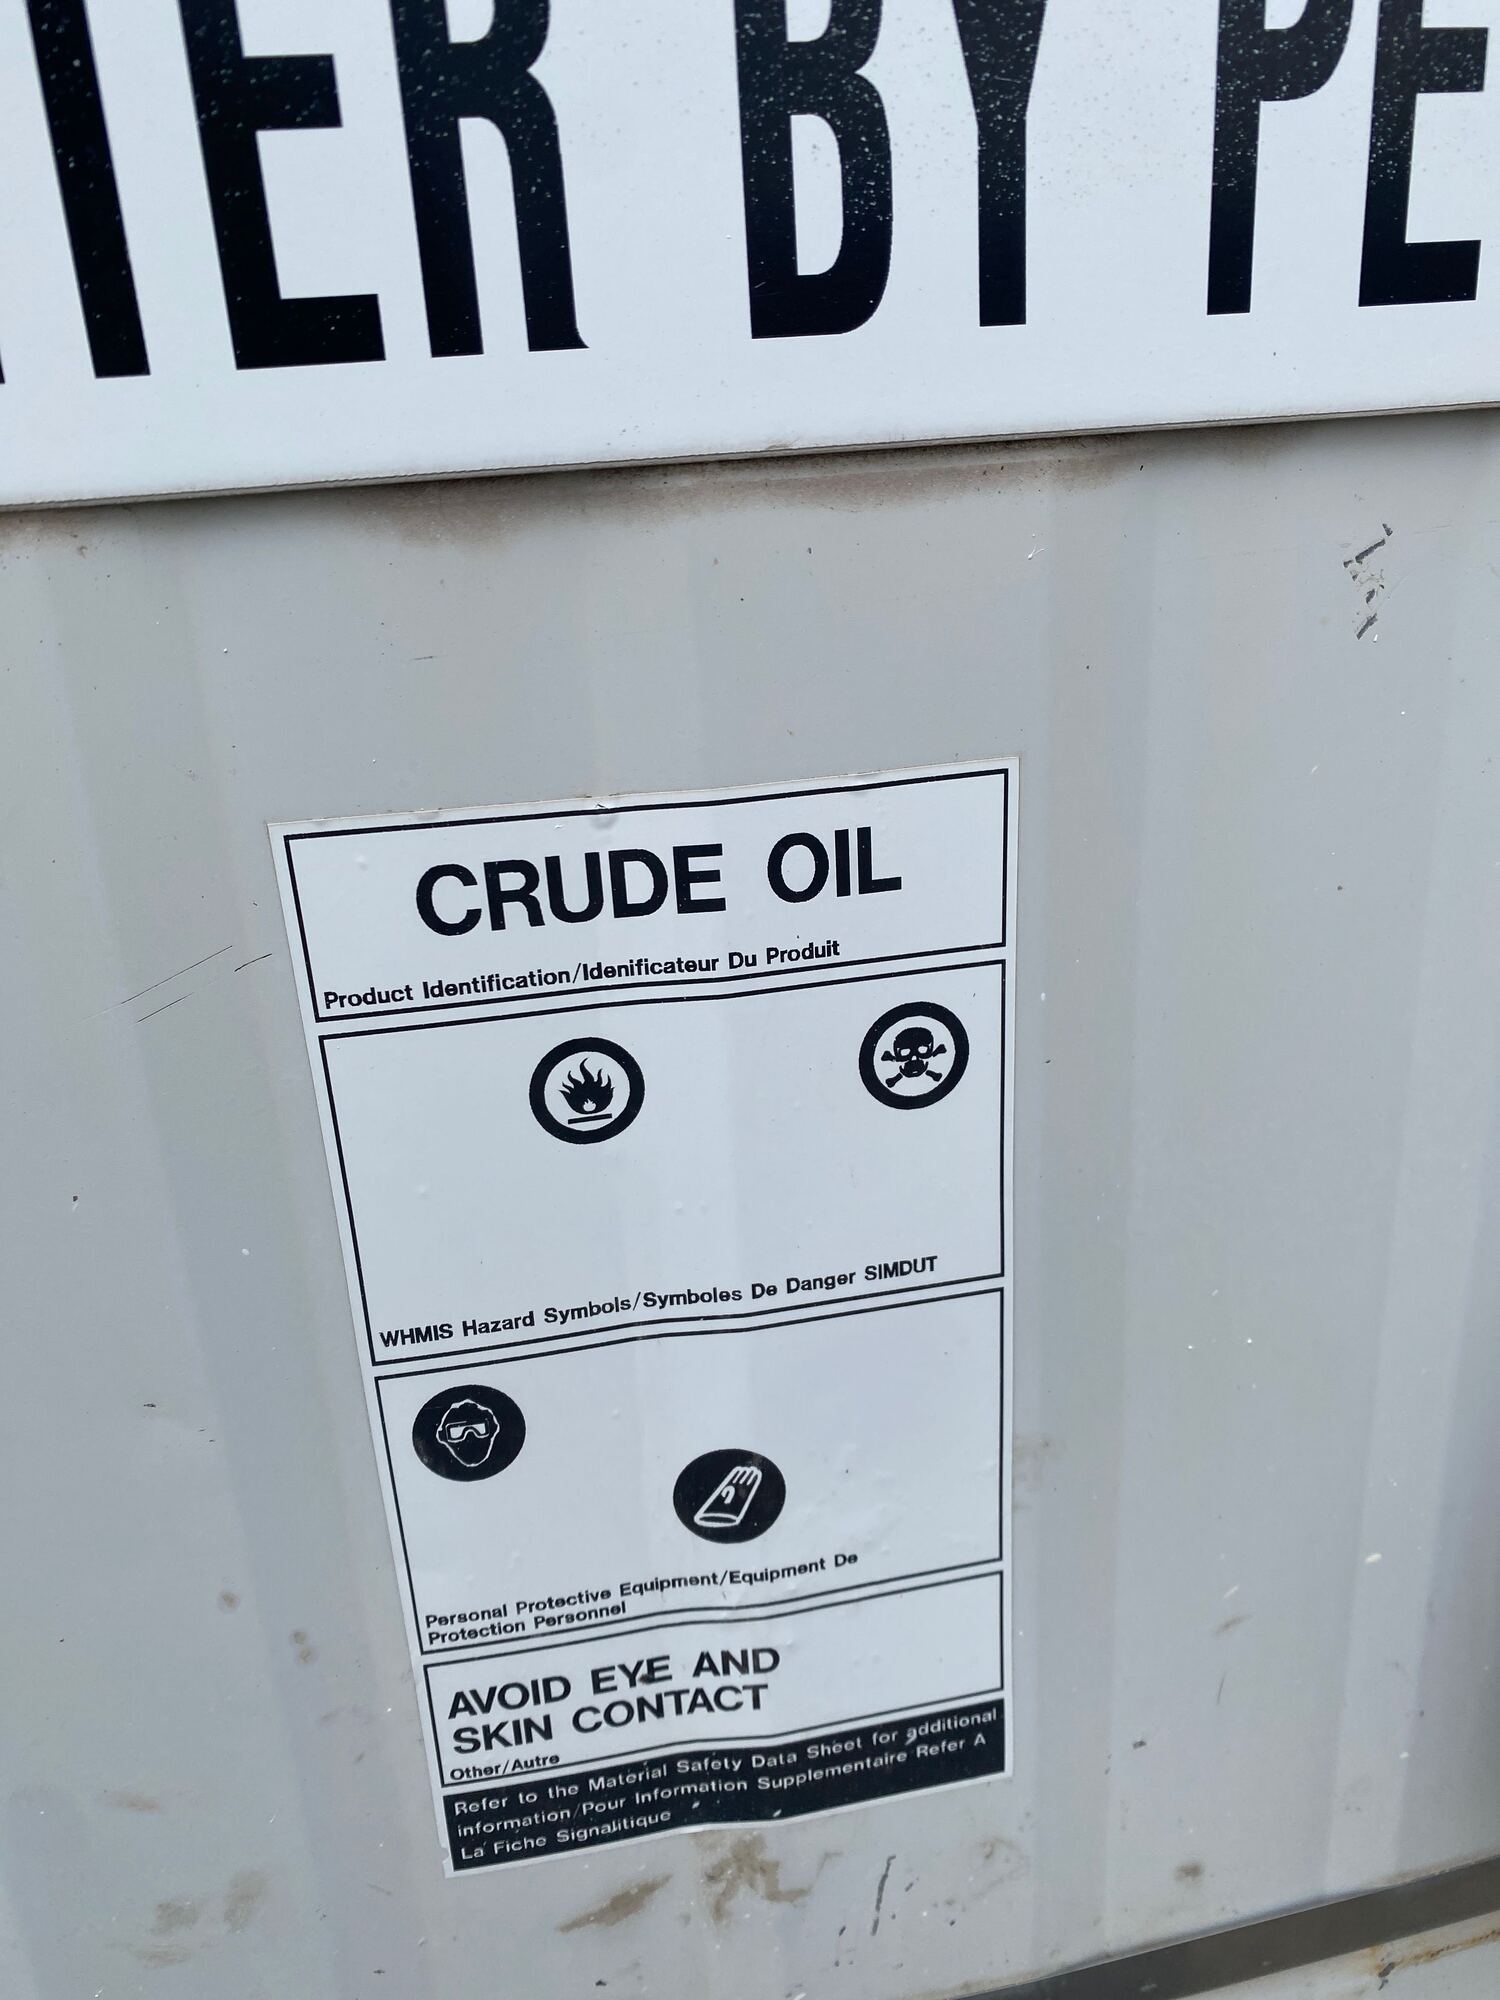 TER BY PE
CRUDE OIL
Product Identification/Idenificateur Du Produit
WHMIS Hazard Symbols/Symboles De Danger SIMDUT
Personal Protective Equipment/Equipment De
Protection Personnel
AVOID EYE AND
SKIN CONTACT
Other/Autre
Refer to the Material Safety Data Sheet for additional
information/Pour Information Supplementaire Refer A
La Fiche Signalitique